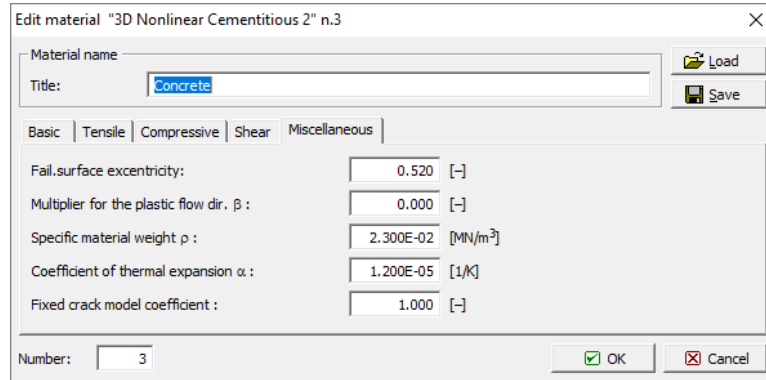 Edit material "3D Nonlinear Cementitious 2" n.3
Material name
Title: Concrete
Load
Save
Basic Tensile Compressive Shear Miscellaneous
Fail.surface excentricity: 0.520 [-]
Multiplier for the plastic flow dir. β : 0.000 [-]
Specific material weight ρ : 2.300E-02 [MN/m³]
Coefficient of thermal expansion α : 1.200E-05 [1/K]
Fixed crack model coefficient : 1.000 [-]
Number: 3 OK Cancel